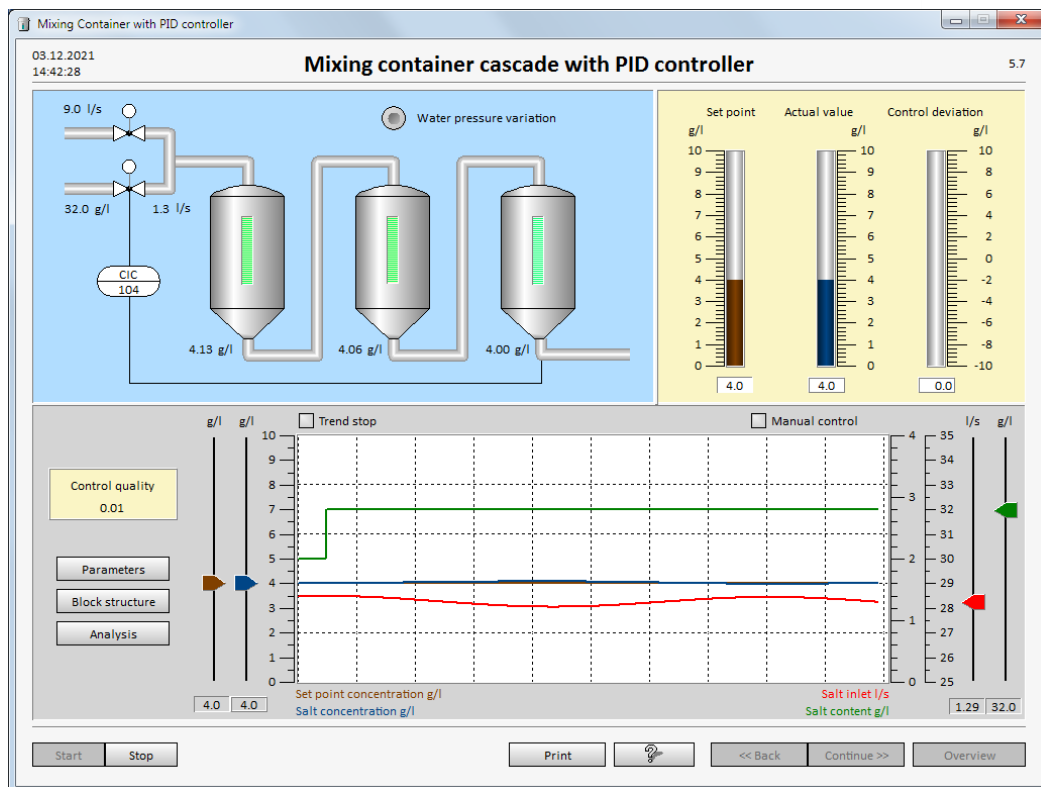 Mixing Container with PID controller
03.12.2021
14:42:28
Mixing container cascade with PID controller
5.7
9.0 l/s
Water pressure variation
32.0 g/l
1.3 l/s
CIC
104
4.13 g/l
4.06 g/l
4.00 g/l
Set point
Actual value
Control deviation
g/l
g/l
g/l
10
9
8
7
6
5
4
3
2
1
0
10
9
8
7
6
5
4
3
2
1
0
10
8
6
4
2
0
-2
-4
-6
-8
-10
4.0
4.0
0.0
g/l
g/l
Trend stop
Manual control
l/s
g/l
Control quality
0.01
Parameters
Block structure
Analysis
10
9
8
7
6
5
4
3
2
1
0
4
3
2
1
0
35
34
33
32
31
30
29
28
27
26
25
4.0
4.0
Set point concentration g/l
Salt concentration g/l
Salt inlet l/s
Salt content g/l
1.29
32.0
Start
Stop
Print
?
<< Back
Continue >>
Overview